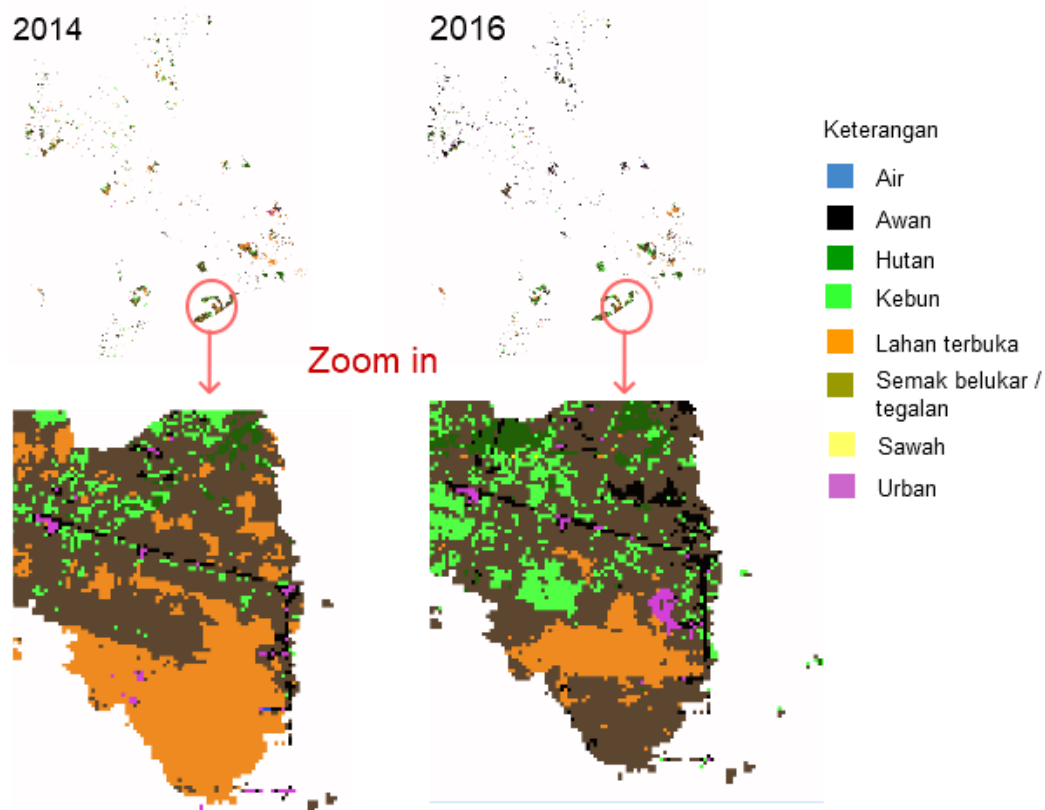 2014
2016
Keterangan
Air
Awan
Hutan
Kebun
Lahan terbuka
Semak belukar /
tegalan
Sawah
Urban
Zoom in